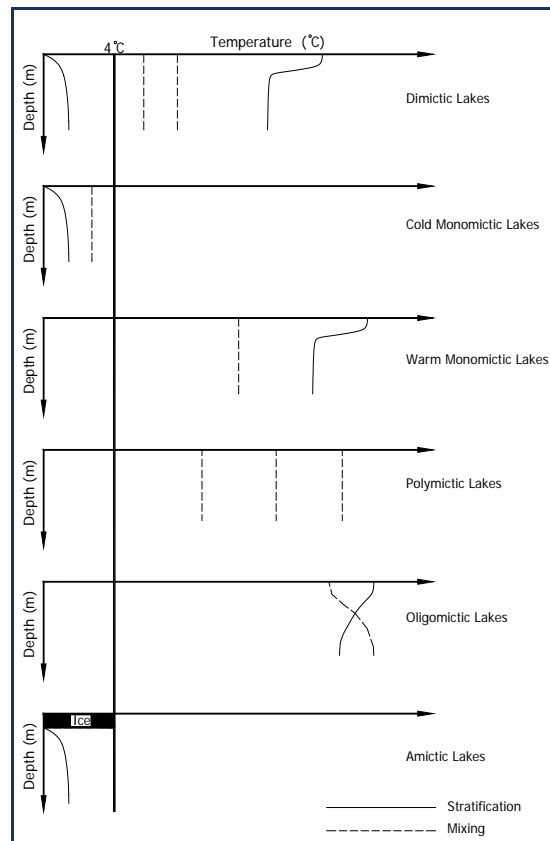 4°C
Temperature (°C)
Depth (m)
Dimictic Lakes
Depth (m)
Cold Monomictic Lakes
Depth (m)
Warm Monomictic Lakes
Depth (m)
Polymictic Lakes
Depth (m)
Oligomictic Lakes
Ice
Depth (m)
Amictic Lakes
Stratification
Mixing